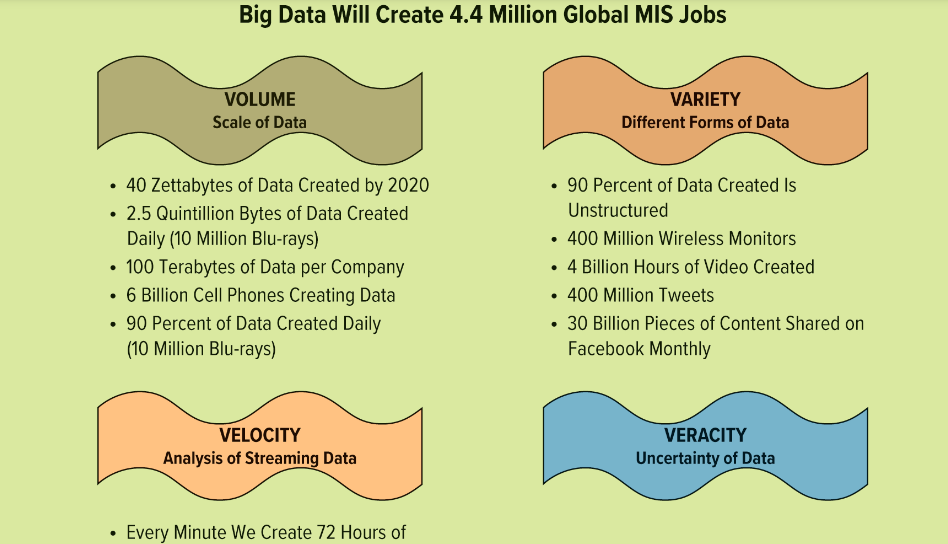 Big Data Will Create 4.4 Million Global MIS Jobs
VOLUME
Scale of Data
• 40 Zettabytes of Data Created by 2020
• 2.5 Quintillion Bytes of Data Created
Daily (10 Million Blu-rays)
• 100 Terabytes of Data per Company
• 6 Billion Cell Phones Creating Data
• 90 Percent of Data Created Daily
(10 Million Blu-rays)
VARIETY
Different Forms of Data
• 90 Percent of Data Created Is
Unstructured
• 400 Million Wireless Monitors
• 4 Billion Hours of Video Created
• 400 Million Tweets
• 30 Billion Pieces of Content Shared on
Facebook Monthly
VELOCITY
Analysis of Streaming Data
• Every Minute We Create 72 Hours of
VERACITY
Uncertainty of Data